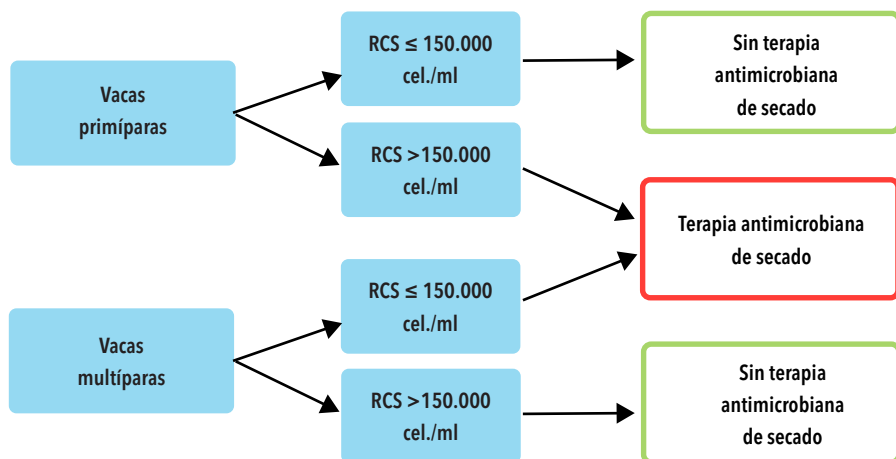 Vacas
primíparas
RCS ≤ 150.000
cel./ml
Sin terapia
antimicrobiana
de secado
RCS >150.000
cel./ml
Terapia antimicrobiana
de secado
Vacas
multíparas
RCS ≤ 150.000
cel./ml
RCS >150.000
cel./ml
Sin terapia
antimicrobiana
de secado